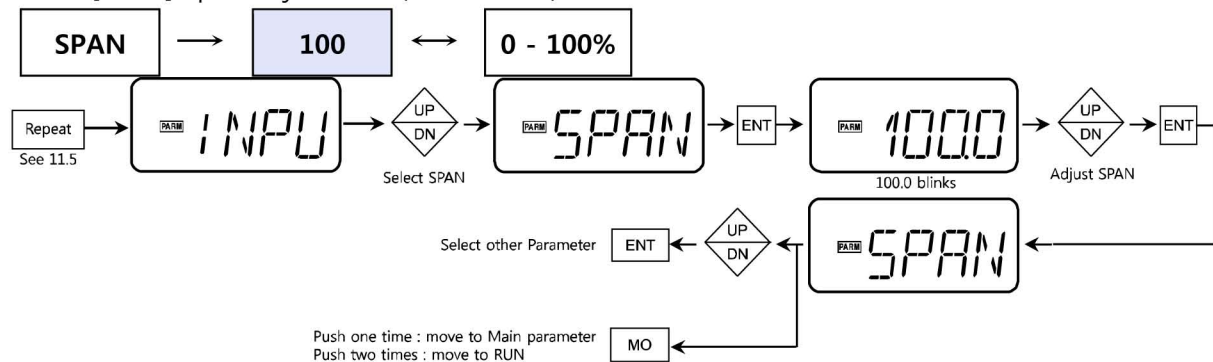 SPAN
100
0 - 100%
Repeat
See 11.5
PARM INPU
UP
DN
Select SPAN
PARM SPAN
ENT
PARM 100.0
100.0 blinks
UP
DN
Adjust SPAN
ENT
Select other Parameter
ENT
UP
DN
PARM SPAN
Push one time : move to Main parameter
Push two times : move to RUN
MO